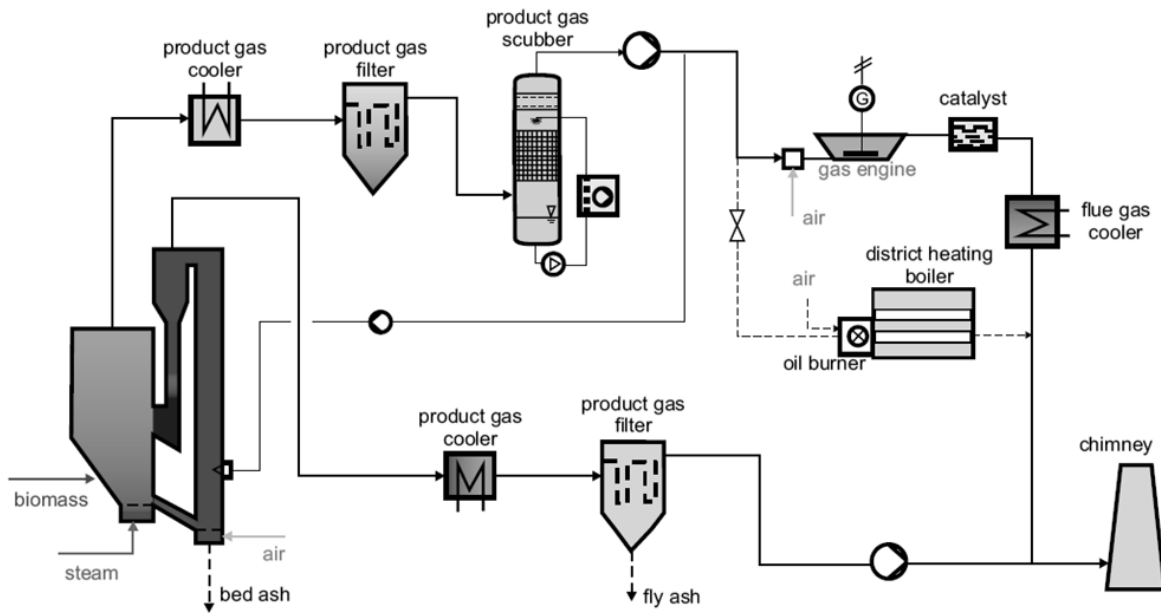 product gas
cooler
product gas
filter
product gas
scubber
G
catalyst
gas engine
air
flue gas
cooler
district heating
boiler
air
oil burner
product gas
cooler
product gas
filter
chimney
biomass
steam
air
bed ash
fly ash